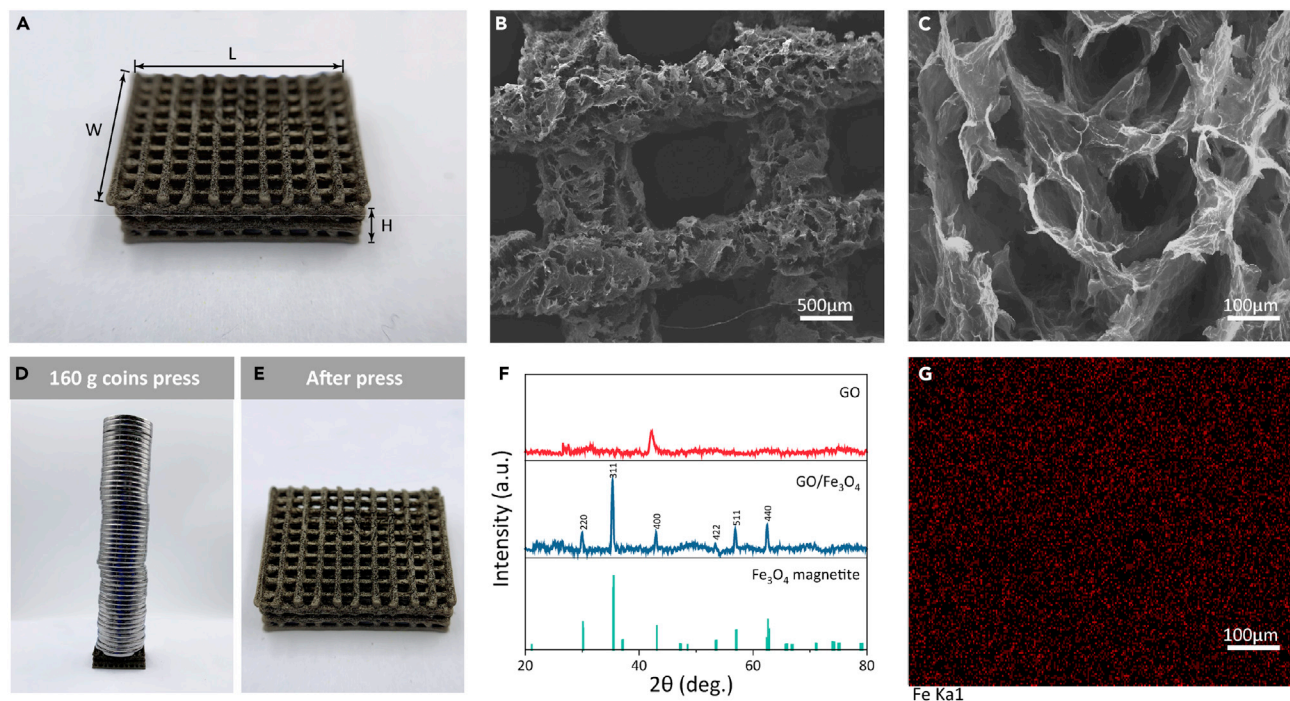 A
L
W
H
B
500μm
C
100μm
D
160 g coins press
E
After press
F
GO
GO/Fe₃O₄
220
311
400
422
511
440
Fe₃O₄ magnetite
Intensity (a.u.)
20
40
60
80
2θ (deg.)
G
100μm
Fe Ka1